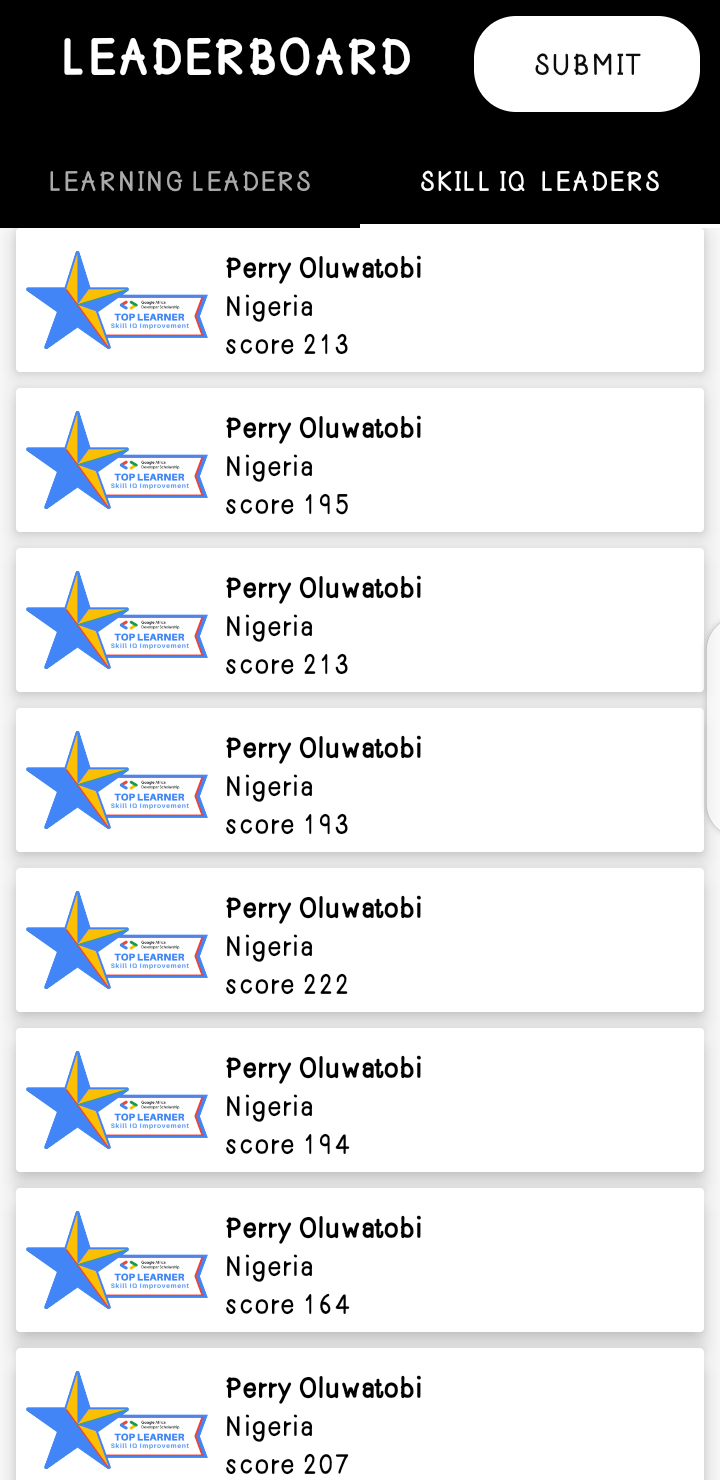 LEADERBOARD
SUBMIT
LEARNING LEADERS
SKILL IQ LEADERS
Google Africa
Developer Scholarship
TOP LEARNER
Skill IQ Improvement
Perry Oluwatobi
Nigeria
score 213
Google Africa
Developer Scholarship
TOP LEARNER
Skill IQ Improvement
Perry Oluwatobi
Nigeria
score 195
Google Africa
Developer Scholarship
TOP LEARNER
Skill IQ Improvement
Perry Oluwatobi
Nigeria
score 213
Google Africa
Developer Scholarship
TOP LEARNER
Skill IQ Improvement
Perry Oluwatobi
Nigeria
score 193
Google Africa
Developer Scholarship
TOP LEARNER
Skill IQ Improvement
Perry Oluwatobi
Nigeria
score 222
Google Africa
Developer Scholarship
TOP LEARNER
Skill IQ Improvement
Perry Oluwatobi
Nigeria
score 194
Google Africa
Developer Scholarship
TOP LEARNER
Skill IQ Improvement
Perry Oluwatobi
Nigeria
score 164
Google Africa
Developer Scholarship
TOP LEARNER
Skill IQ Improvement
Perry Oluwatobi
Nigeria
score 207